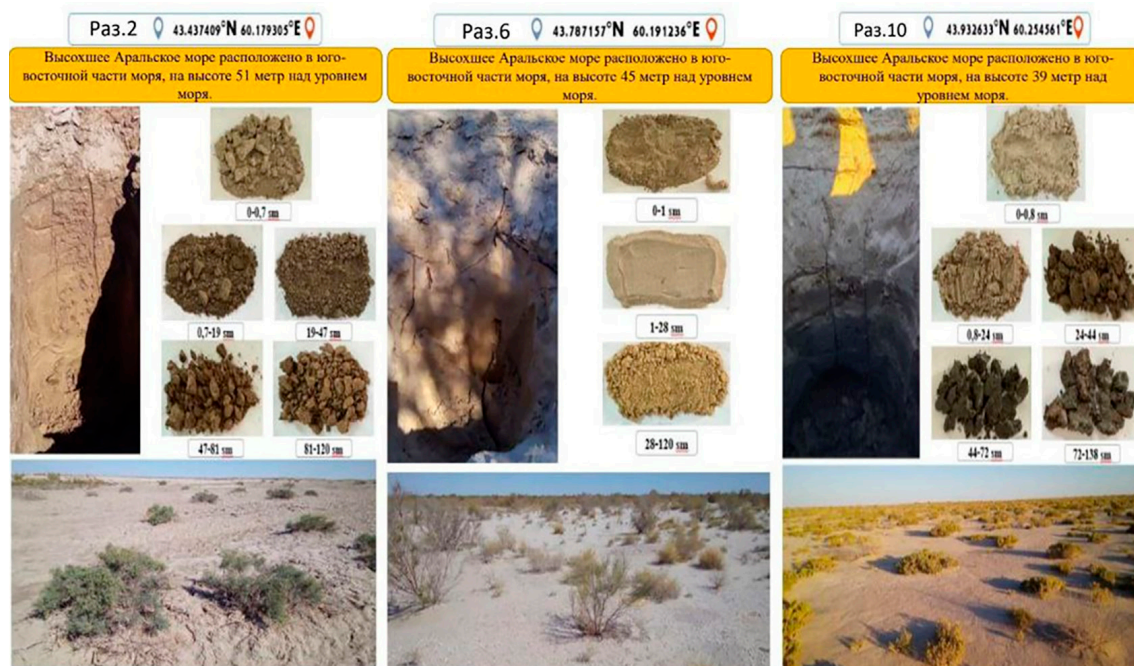 Раз.2 43.437409°N 60.179305°E
Высохшее Аральское море расположено в юго-
восточной части моря, на высоте 51 метр над уровнем
моря.
0-0,7 sm
0,7-19 sm
19-47 sm
47-81 sm
81-120 sm
Раз.6 43.787157°N 60.191236°E
Высохшее Аральское море расположено в юго-
восточной части моря, на высоте 45 метр над уровнем
моря.
0-1 sm
1-28 sm
28-120 sm
Раз.10 43.932633°N 60.254561°E
Высохшее Аральское море расположено в юго-
восточной части моря, на высоте 39 метр над
уровнем моря.
0-0,8 sm
0,8-24 sm
24-44 sm
44-72 sm
72-138 sm